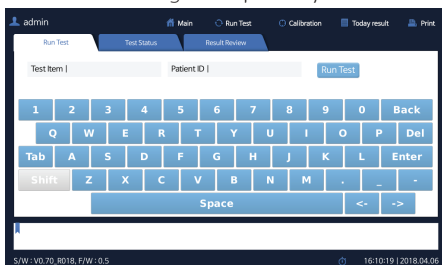 admin Main Run Test Calibration Today result Print
Run Test Test Status Result Review
Test Item | Patient ID | Run Test
1 2 3 4 5 6 7 8 9 0 Back
Q W E R T Y U I O P Del
Tab A S D F G H J K L Enter
Shift Z X C V B N M . _ -
Space <- ->
S/W : V0.70_R018, F/W : 0.5 16:10:19 | 2018.04.06